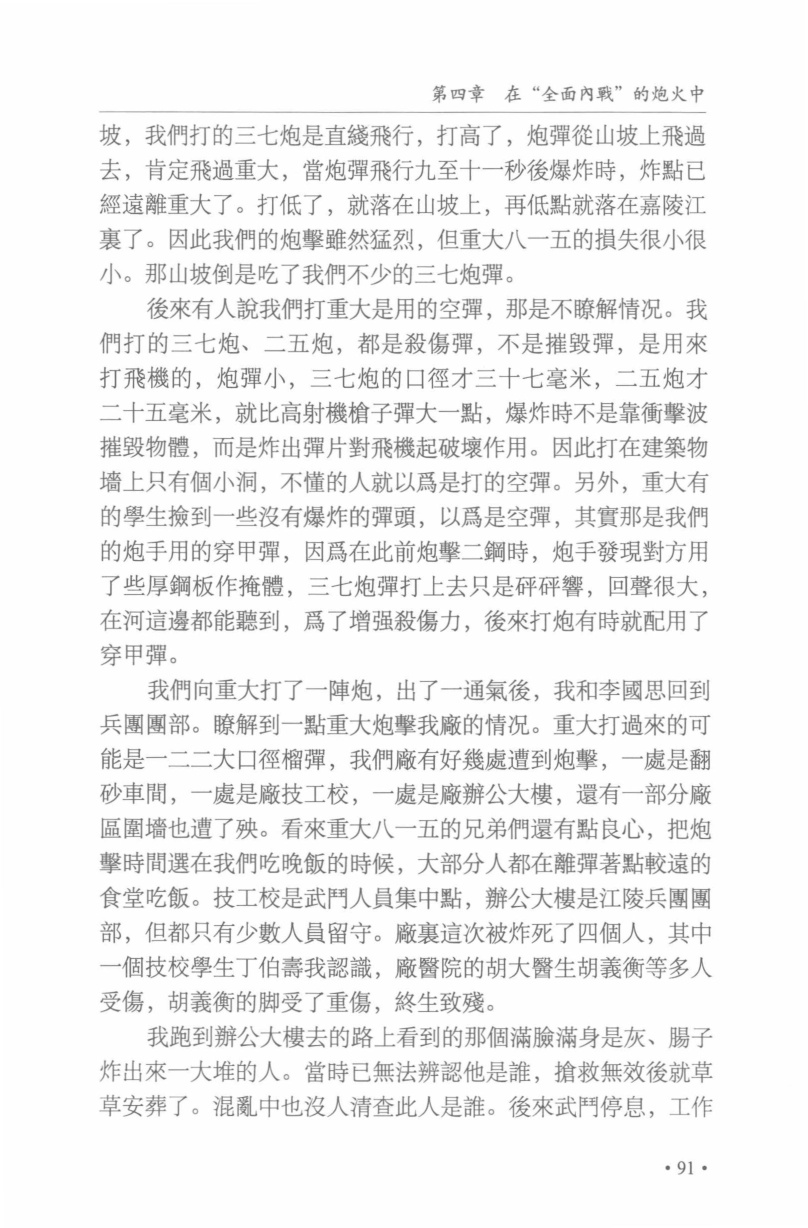 第四章　在“全面內戰”的炮火中
坡，我們打的三七炮是直綫飛行，打高了，炮彈從山坡上飛過
去，肯定飛過重大，當炮彈飛行九至十一秒後爆炸時，炸點已
經遠離重大了。打低了，就落在山坡上，再低點就落在嘉陵江
裏了。因此我們的炮擊雖然猛烈，但重大八一五的損失很小很
小。那山坡倒是吃了我們不少的三七炮彈。
後來有人說我們打重大是用的空彈，那是不瞭解情況。我
們打的三七炮、二五炮，都是殺傷彈，不是摧毀彈，是用來
打飛機的，炮彈小，三七炮的口徑才三十七毫米，二五炮才
二十五毫米，就比高射機槍子彈大一點，爆炸時不是靠衝擊波
摧毀物體，而是炸出彈片對飛機起破壞作用。因此打在建築物
墻上只有個小洞，不懂的人就以爲是打的空彈。另外，重大有
的學生撿到一些沒有爆炸的彈頭，以爲是空彈，其實那是我們
的炮手用的穿甲彈，因爲在此前炮擊二鋼時，炮手發現對方用
了些厚鋼板作掩體，三七炮彈打上去只是砰砰響，回聲很大，
在河這邊都能聽到，爲了增强殺傷力，後來打炮有時就配用了
穿甲彈。
我們向重大打了一陣炮，出了一通氣後，我和李國思回到
兵團團部。瞭解到一點重大炮擊我廠的情況。重大打過來的可
能是一二二大口徑榴彈，我們廠有好幾處遭到炮擊，一處是翻
砂車間，一處是廠技工校，一處是廠辦公大樓，還有一部分廠
區圍墻也遭了殃。看來重大八一五的兄弟們還有點良心，把炮
擊時間選在我們吃晚飯的時候，大部分人都在離彈著點較遠的
食堂吃飯。技工校是武鬥人員集中點，辦公大樓是江陵兵團團
部，但都只有少數人員留守。廠裏這次被炸死了四個人，其中
一個技校學生丁伯壽我認識，廠醫院的胡大醫生胡義衡等多人
受傷，胡義衡的脚受了重傷，終生致殘。
我跑到辦公大樓去的路上看到的那個滿臉滿身是灰、腸子
炸出來一大堆的人。當時已無法辨認他是誰，搶救無效後就草
草安葬了。混亂中也沒人清查此人是誰。後來武鬥停息，工作
• 91 •